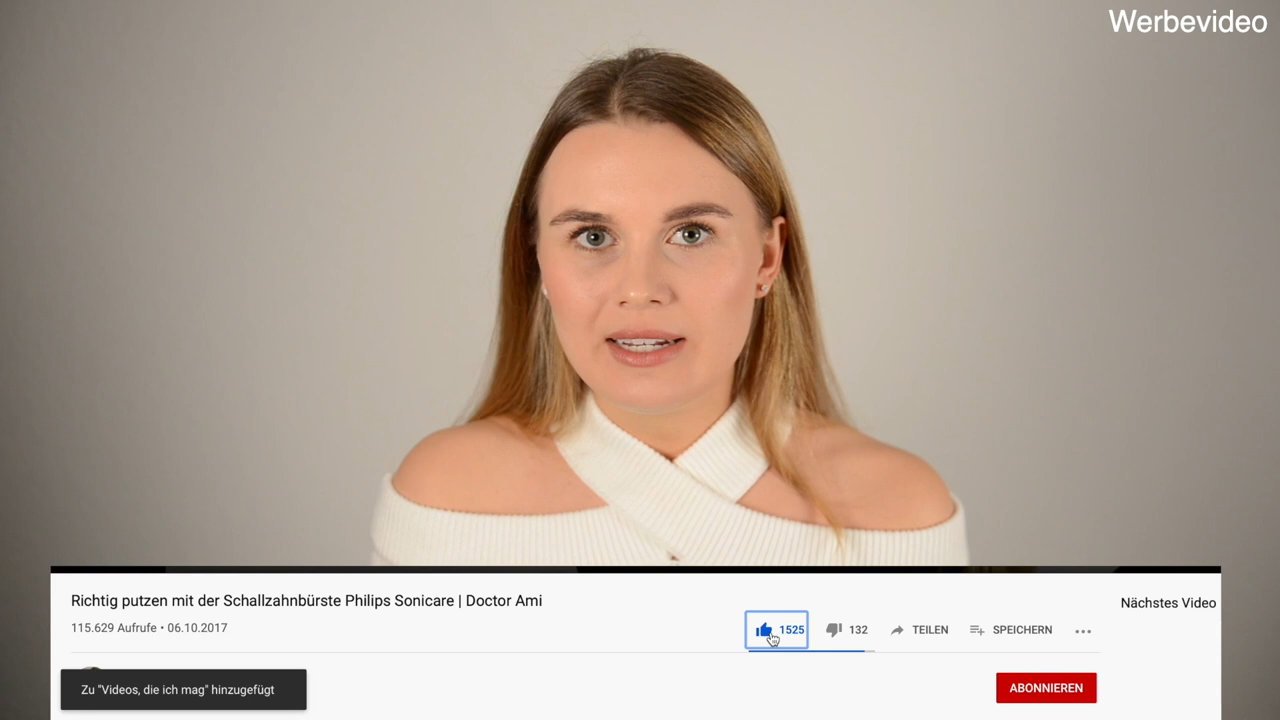 Werbevideo
Richtig putzen mit der Schallzahnbürste Philips Sonicare | Doctor Ami
Nächstes Video
115.629 Aufrufe • 06.10.2017
1525
132
TEILEN
SPEICHERN
Zu "Videos, die ich mag" hinzugefügt
ABONNIEREN